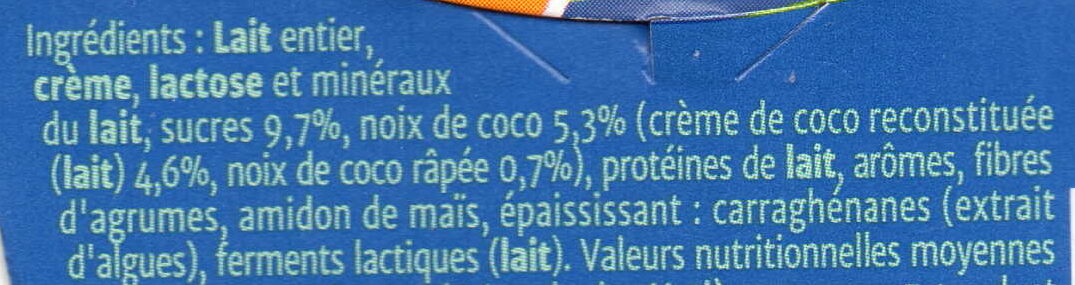 Ingrédients : Lait entier,
crème, lactose et minéraux
du lait, sucres 9,7%, noix de coco 5,3% (crème de coco reconstituée
(lait) 4,6%, noix de coco râpée 0,7%), protéines de lait, arômes, fibres
d'agrumes, amidon de maïs, épaississant : carraghénanes (extrait
d'algues), ferments lactiques (lait). Valeurs nutritionnelles moyennes